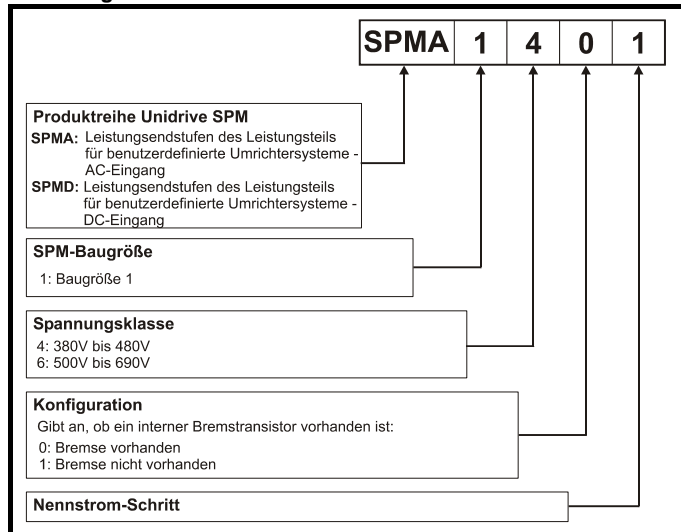 SPMA 1 4 0 1
Produktreihe Unidrive SPM
SPMA: Leistungsendstufen des Leistungsteils
für benutzerdefinierte Umrichtersysteme -
AC-Eingang
SPMD: Leistungsendstufen des Leistungsteils
für benutzerdefinierte Umrichtersysteme -
DC-Eingang
SPM-Baugröße
1: Baugröße 1
Spannungsklasse
4: 380V bis 480V
6: 500V bis 690V
Konfiguration
Gibt an, ob ein interner Bremstransistor vorhanden ist:
0: Bremse vorhanden
1: Bremse nicht vorhanden
Nennstrom-Schritt